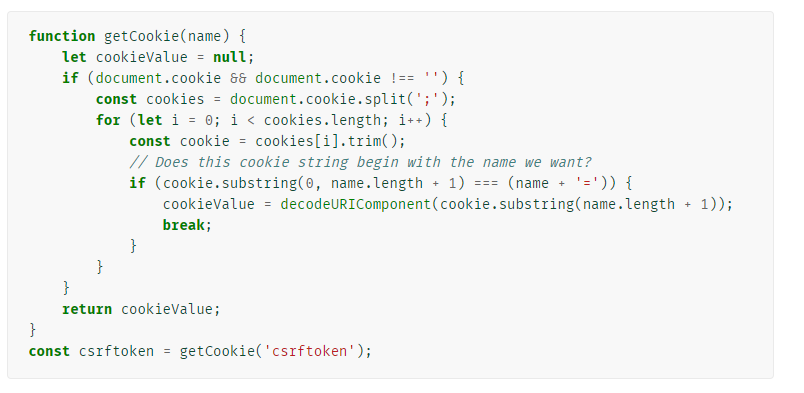 function getCookie(name) {
    let cookieValue = null;
    if (document.cookie && document.cookie !== '') {
        const cookies = document.cookie.split(';');
        for (let i = 0; i < cookies.length; i++) {
            const cookie = cookies[i].trim();
            // Does this cookie string begin with the name we want?
            if (cookie.substring(0, name.length + 1) === (name + '=')) {
                cookieValue = decodeURIComponent(cookie.substring(name.length + 1));
                break;
            }
        }
    }
    return cookieValue;
}
const csrftoken = getCookie('csrftoken');